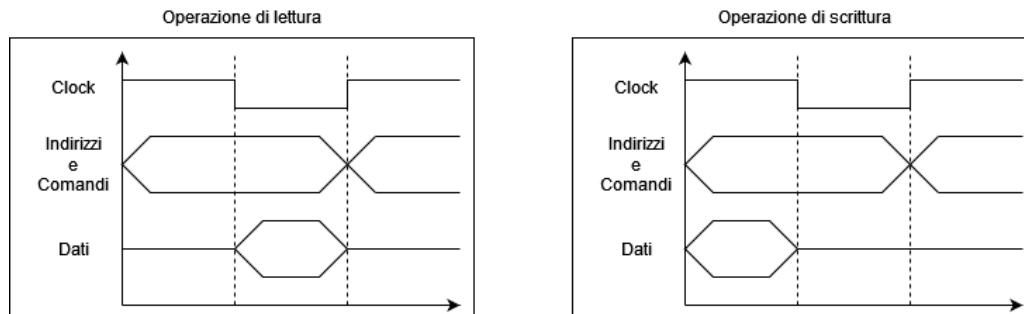 Operazione di lettura
Clock
Indirizzi
e
Comandi
Dati
Operazione di scrittura
Clock
Indirizzi
e
Comandi
Dati